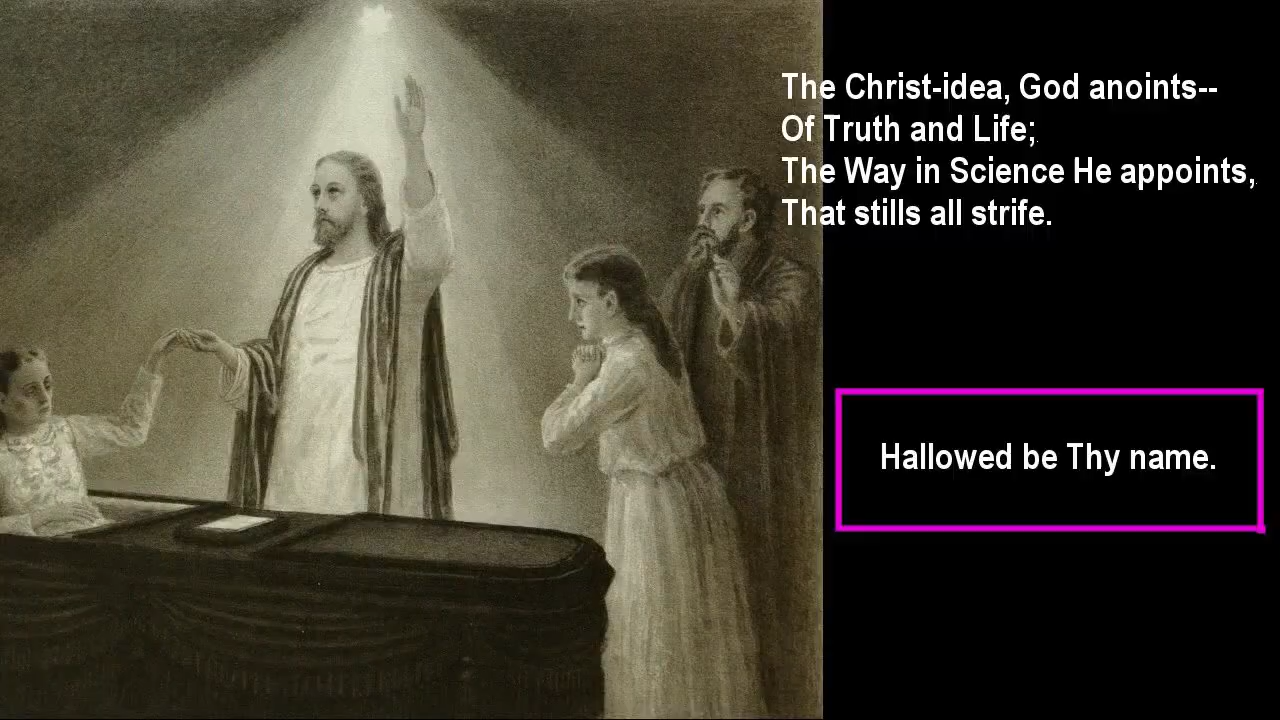 The Christ-idea, God anoints--
Of Truth and Life;
The Way in Science He appoints,
That stills all strife.
Hallowed be Thy name.